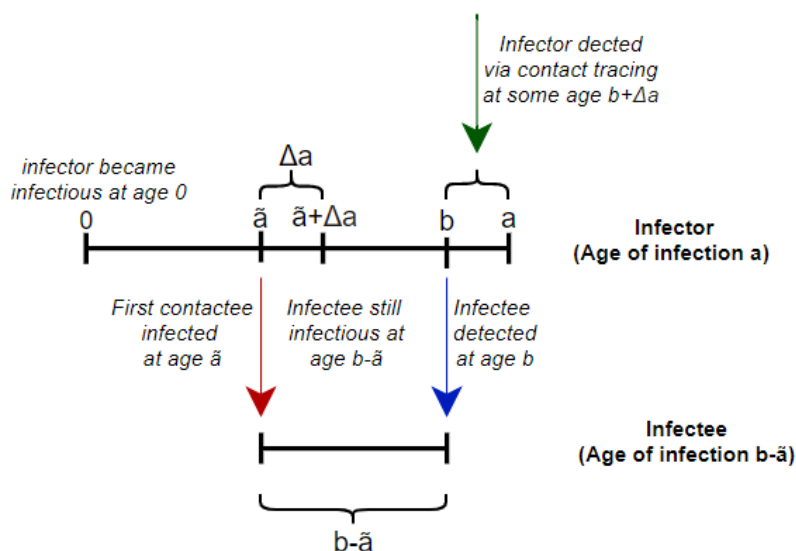 Infector dected
via contact tracing
at some age b+Δa
infector became
infectious at age 0
Δa
0
ã
ã+Δa
b
a
Infector
(Age of infection a)
First contactee
infected
at age ã
Infectee still
infectious at
age b-ã
Infectee
detected
at age b
Infectee
(Age of infection b-ã)
b-ã